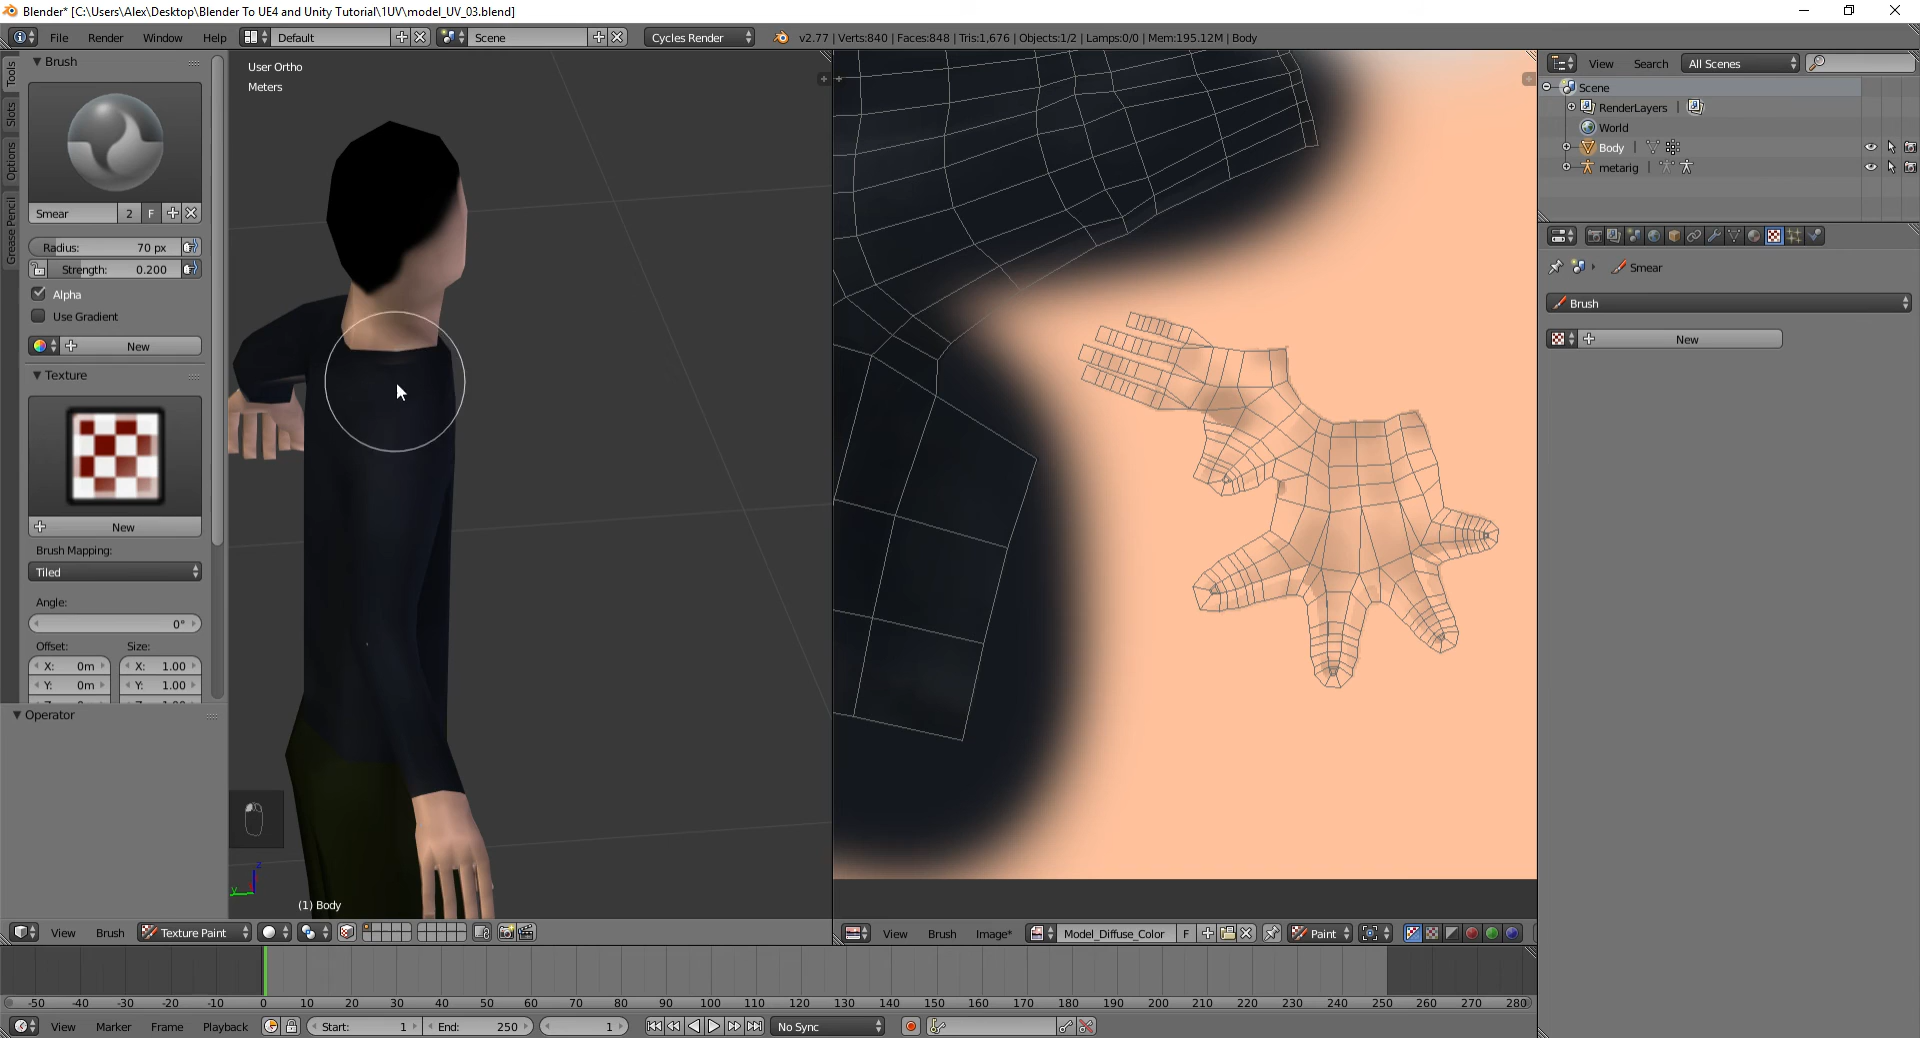 Blender* [C:\Users\Alex\Desktop\Blender To UE4 and Unity Tutorial\1UV\model_UV_03.blend]
File Render Window Help Default Scene Cycles Render v2.77 | Verts:840 | Faces:848 | Tris:1,676 | Objects:1/2 | Lamps:0/0 | Mem:195.12M | Body
Tools
Slots
Options
Grease Pencil
Brush
Smear 2 F
Radius: 70 px
Strength: 0.200
Alpha
Use Gradient
New
Texture
New
Brush Mapping:
Tiled
Angle:
0°
Offset: Size:
X: 0m X: 1.00
Y: 0m Y: 1.00
Operator
User Ortho
Meters
z
y
(1) Body
View Brush Texture Paint
View Brush Image* Model_Diffuse_Color F Paint
View Search All Scenes
Scene
RenderLayers
World
Body
metarig
Smear
Brush
New
-50 -40 -30 -20 -10 0 10 20 30 40 50 60 70 80 90 100 110 120 130 140 150 160 170 180 190 200 210 220 230 240 250 260 270 280
View Marker Frame Playback Start: 1 End: 250 1 No Sync